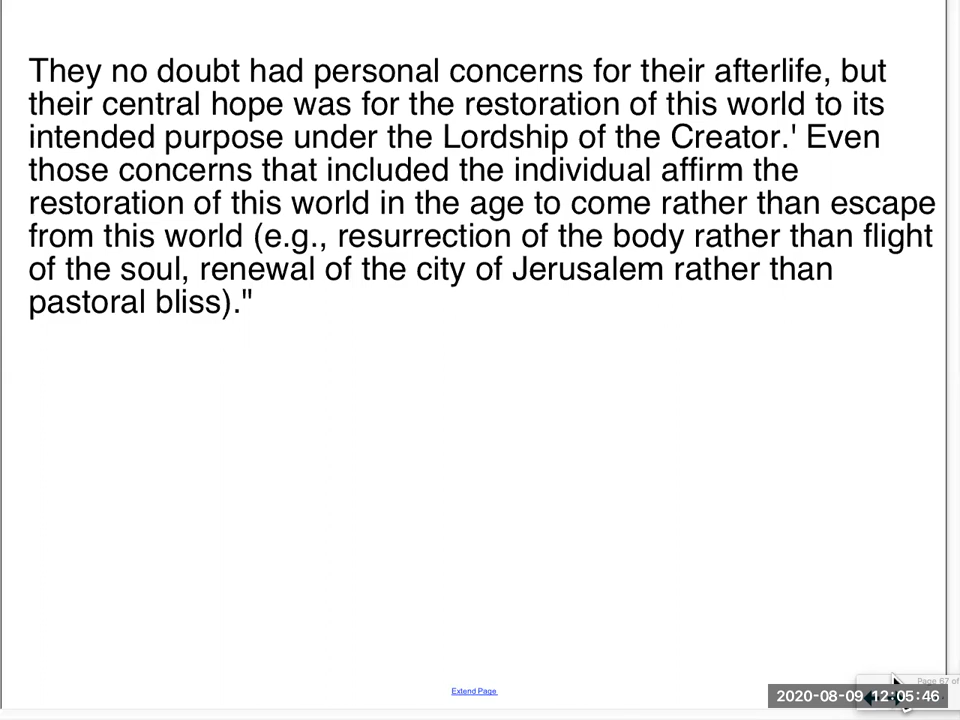 They no doubt had personal concerns for their afterlife, but
their central hope was for the restoration of this world to its
intended purpose under the Lordship of the Creator.' Even
those concerns that included the individual affirm the
restoration of this world in the age to come rather than escape
from this world (e.g., resurrection of the body rather than flight
of the soul, renewal of the city of Jerusalem rather than
pastoral bliss)."
Page 67 of
Extend Page
2020-08-09 12:05:46